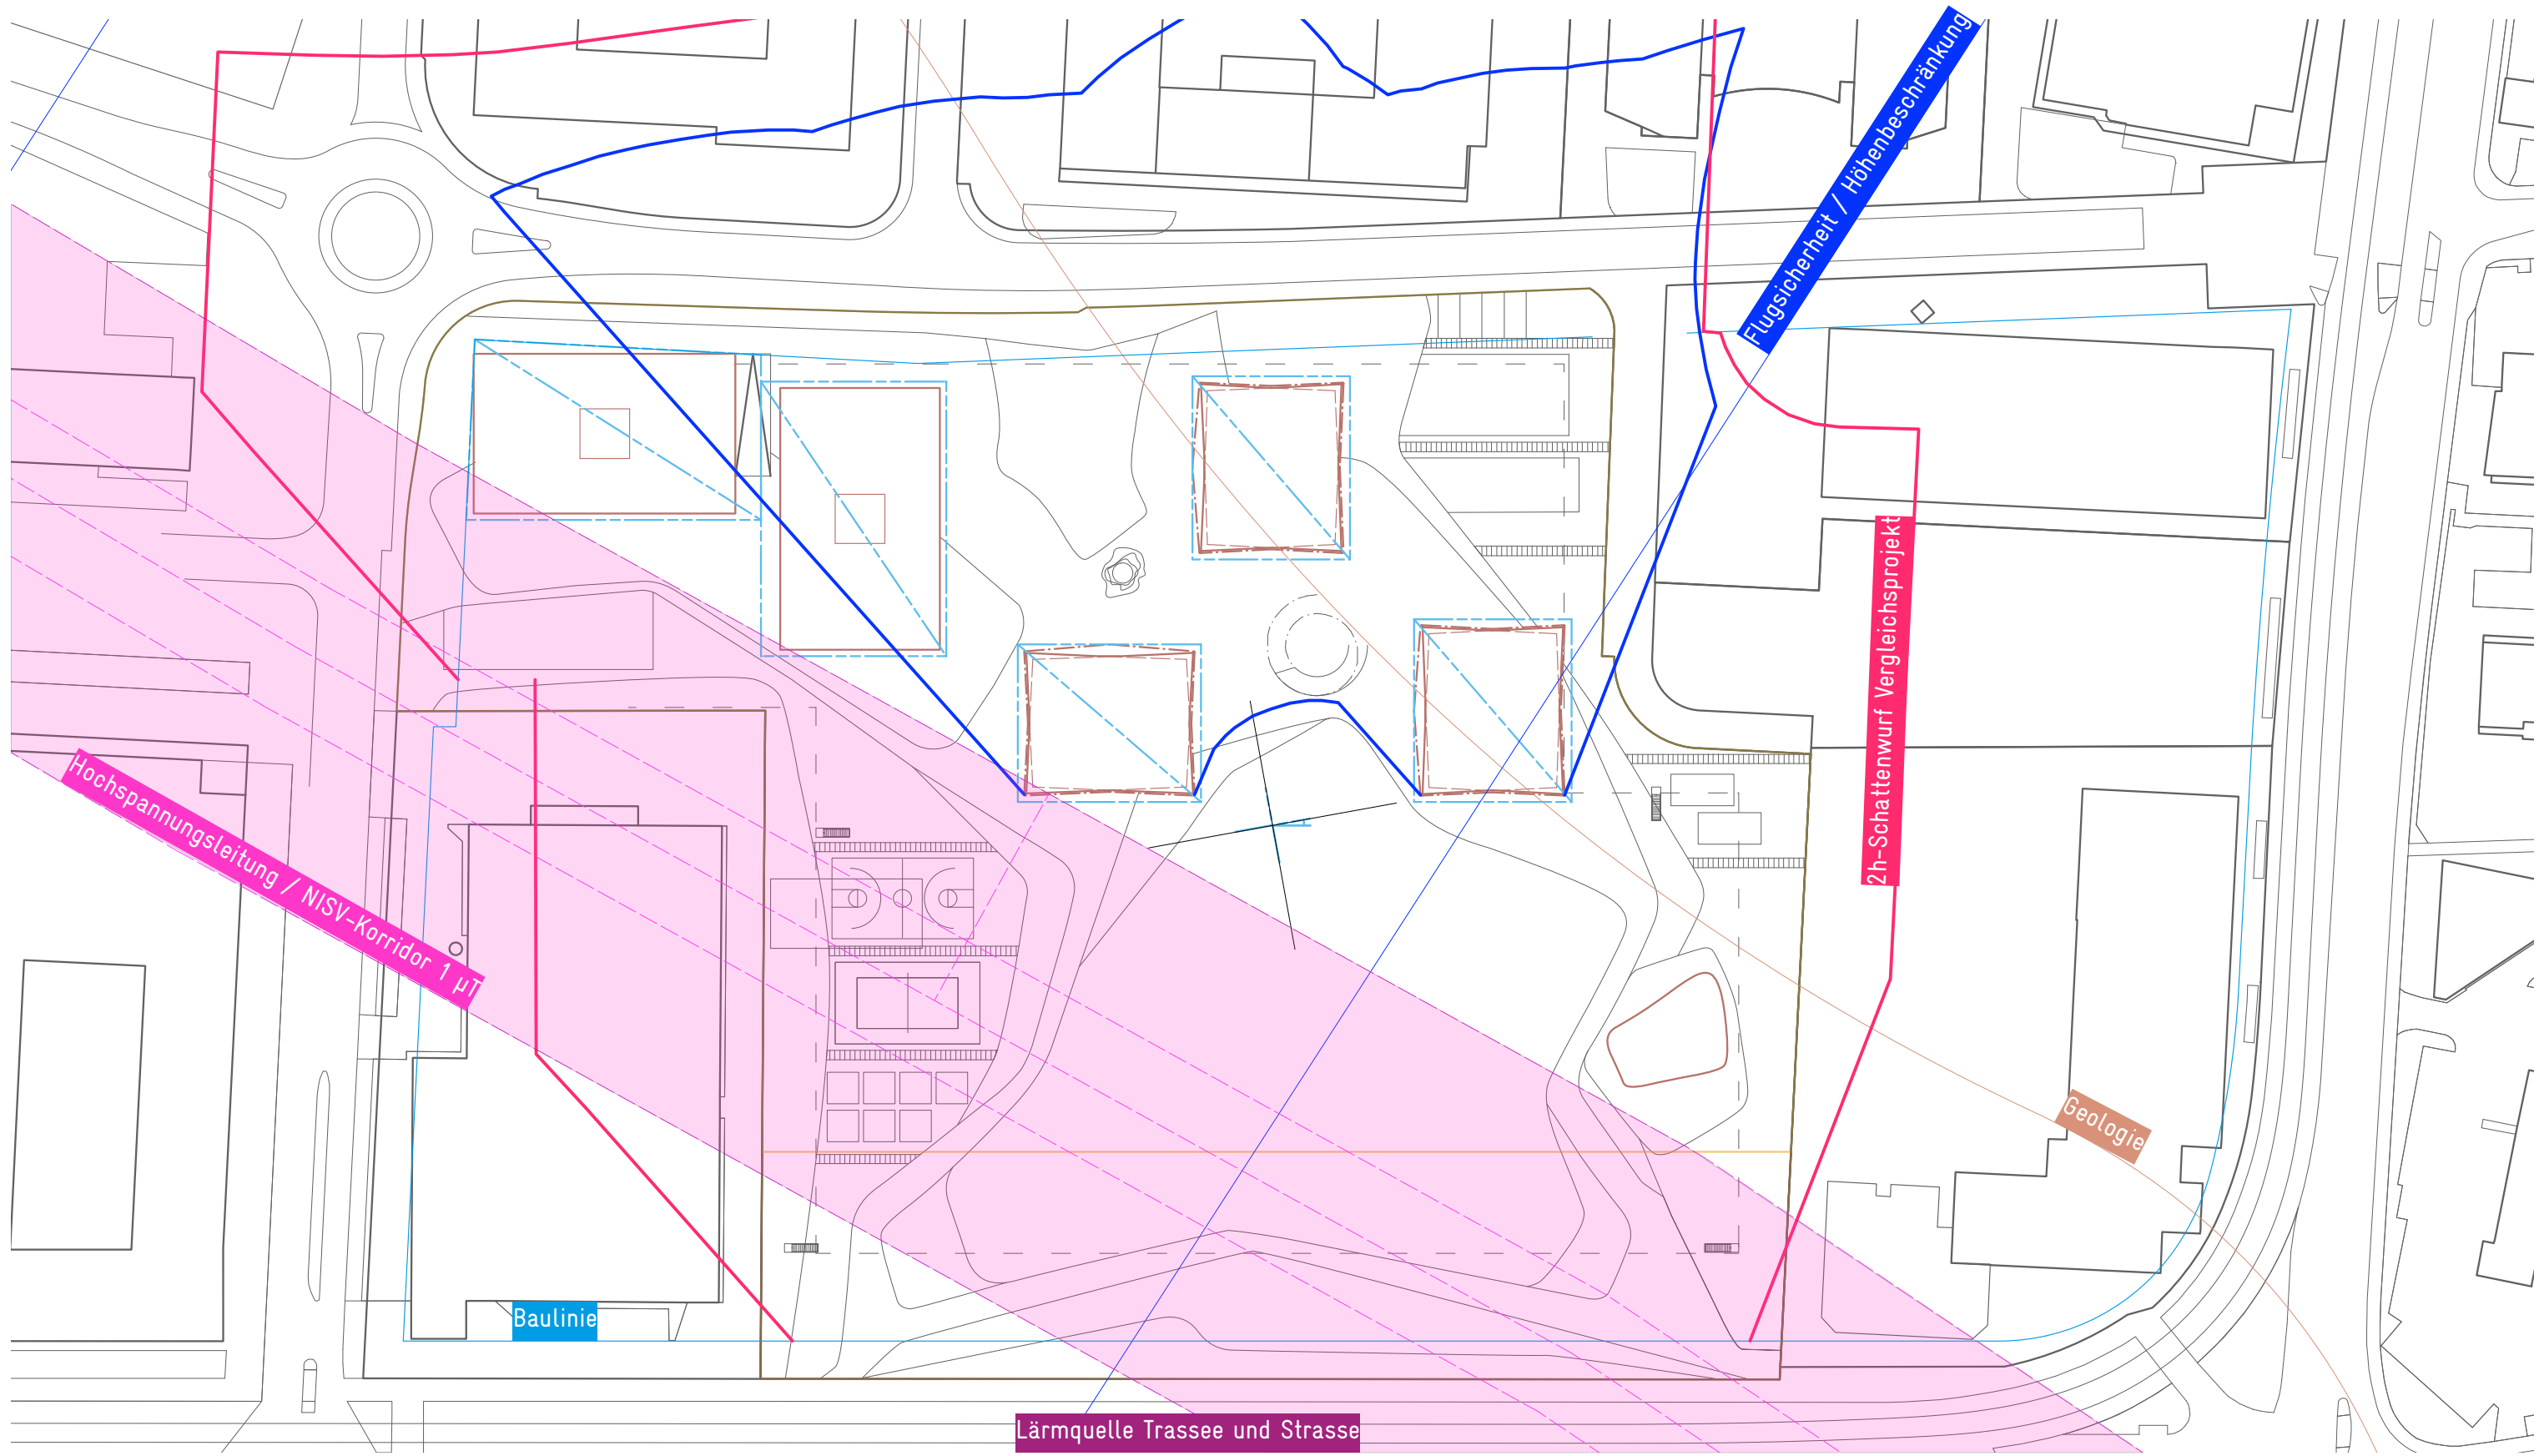 Flugsicherheit / Höhenbeschränkung
2h-Schattenwurf Vergleichsprojekt
Hochspannungsleitung / NISV-Korridor 1 µT
Geologie
Baulinie
Lärmquelle Trassee und Strasse